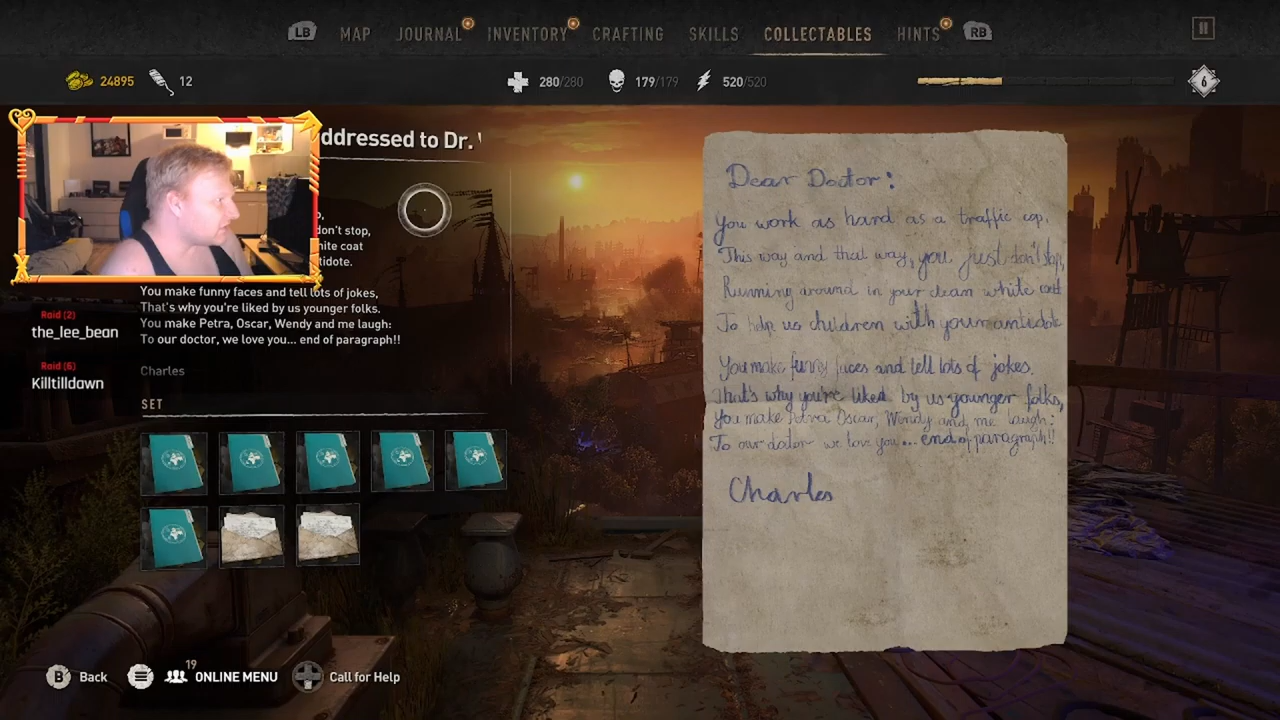 LB MAP JOURNAL INVENTORY CRAFTING SKILLS COLLECTABLES HINTS RB
24895 12 280/280 179/179 520/520 6
ddressed to Dr.
don't stop,
ite coat
tidote.
You make funny faces and tell lots of jokes,
That's why you're liked by us younger folks.
You make Petra, Oscar, Wendy and me laugh:
To our doctor, we love you... end of paragraph!!
Charles
Raid (2)
the_lee_bean
Raid (6)
Killtilldawn
SET
Dear Doctor:
You work as hard as a traffic cop,
This way and that way, you just don't stop,
Running around in your clean white coat
To help us children with your antidote
You make funny faces and tell lots of jokes.
That's why you're liked by us younger folks,
You make Oscar, Wendy and me laugh:
To our doctor we love you... end of paragraph!!
Charles
B Back 19 ONLINE MENU Call for Help